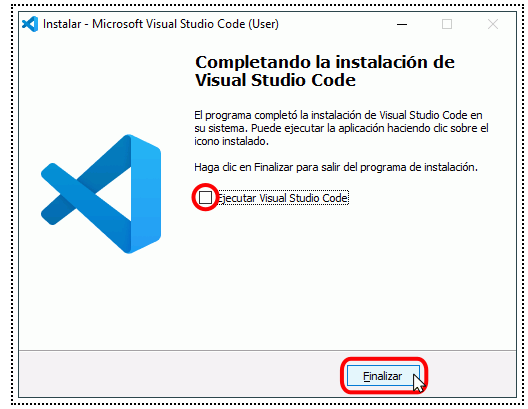 Instalar - Microsoft Visual Studio Code (User)
Completando la instalación de
Visual Studio Code
El programa completó la instalación de Visual Studio Code en
su sistema. Puede ejecutar la aplicación haciendo clic sobre el
icono instalado.
Haga clic en Finalizar para salir del programa de instalación.
Ejecutar Visual Studio Code
Finalizar